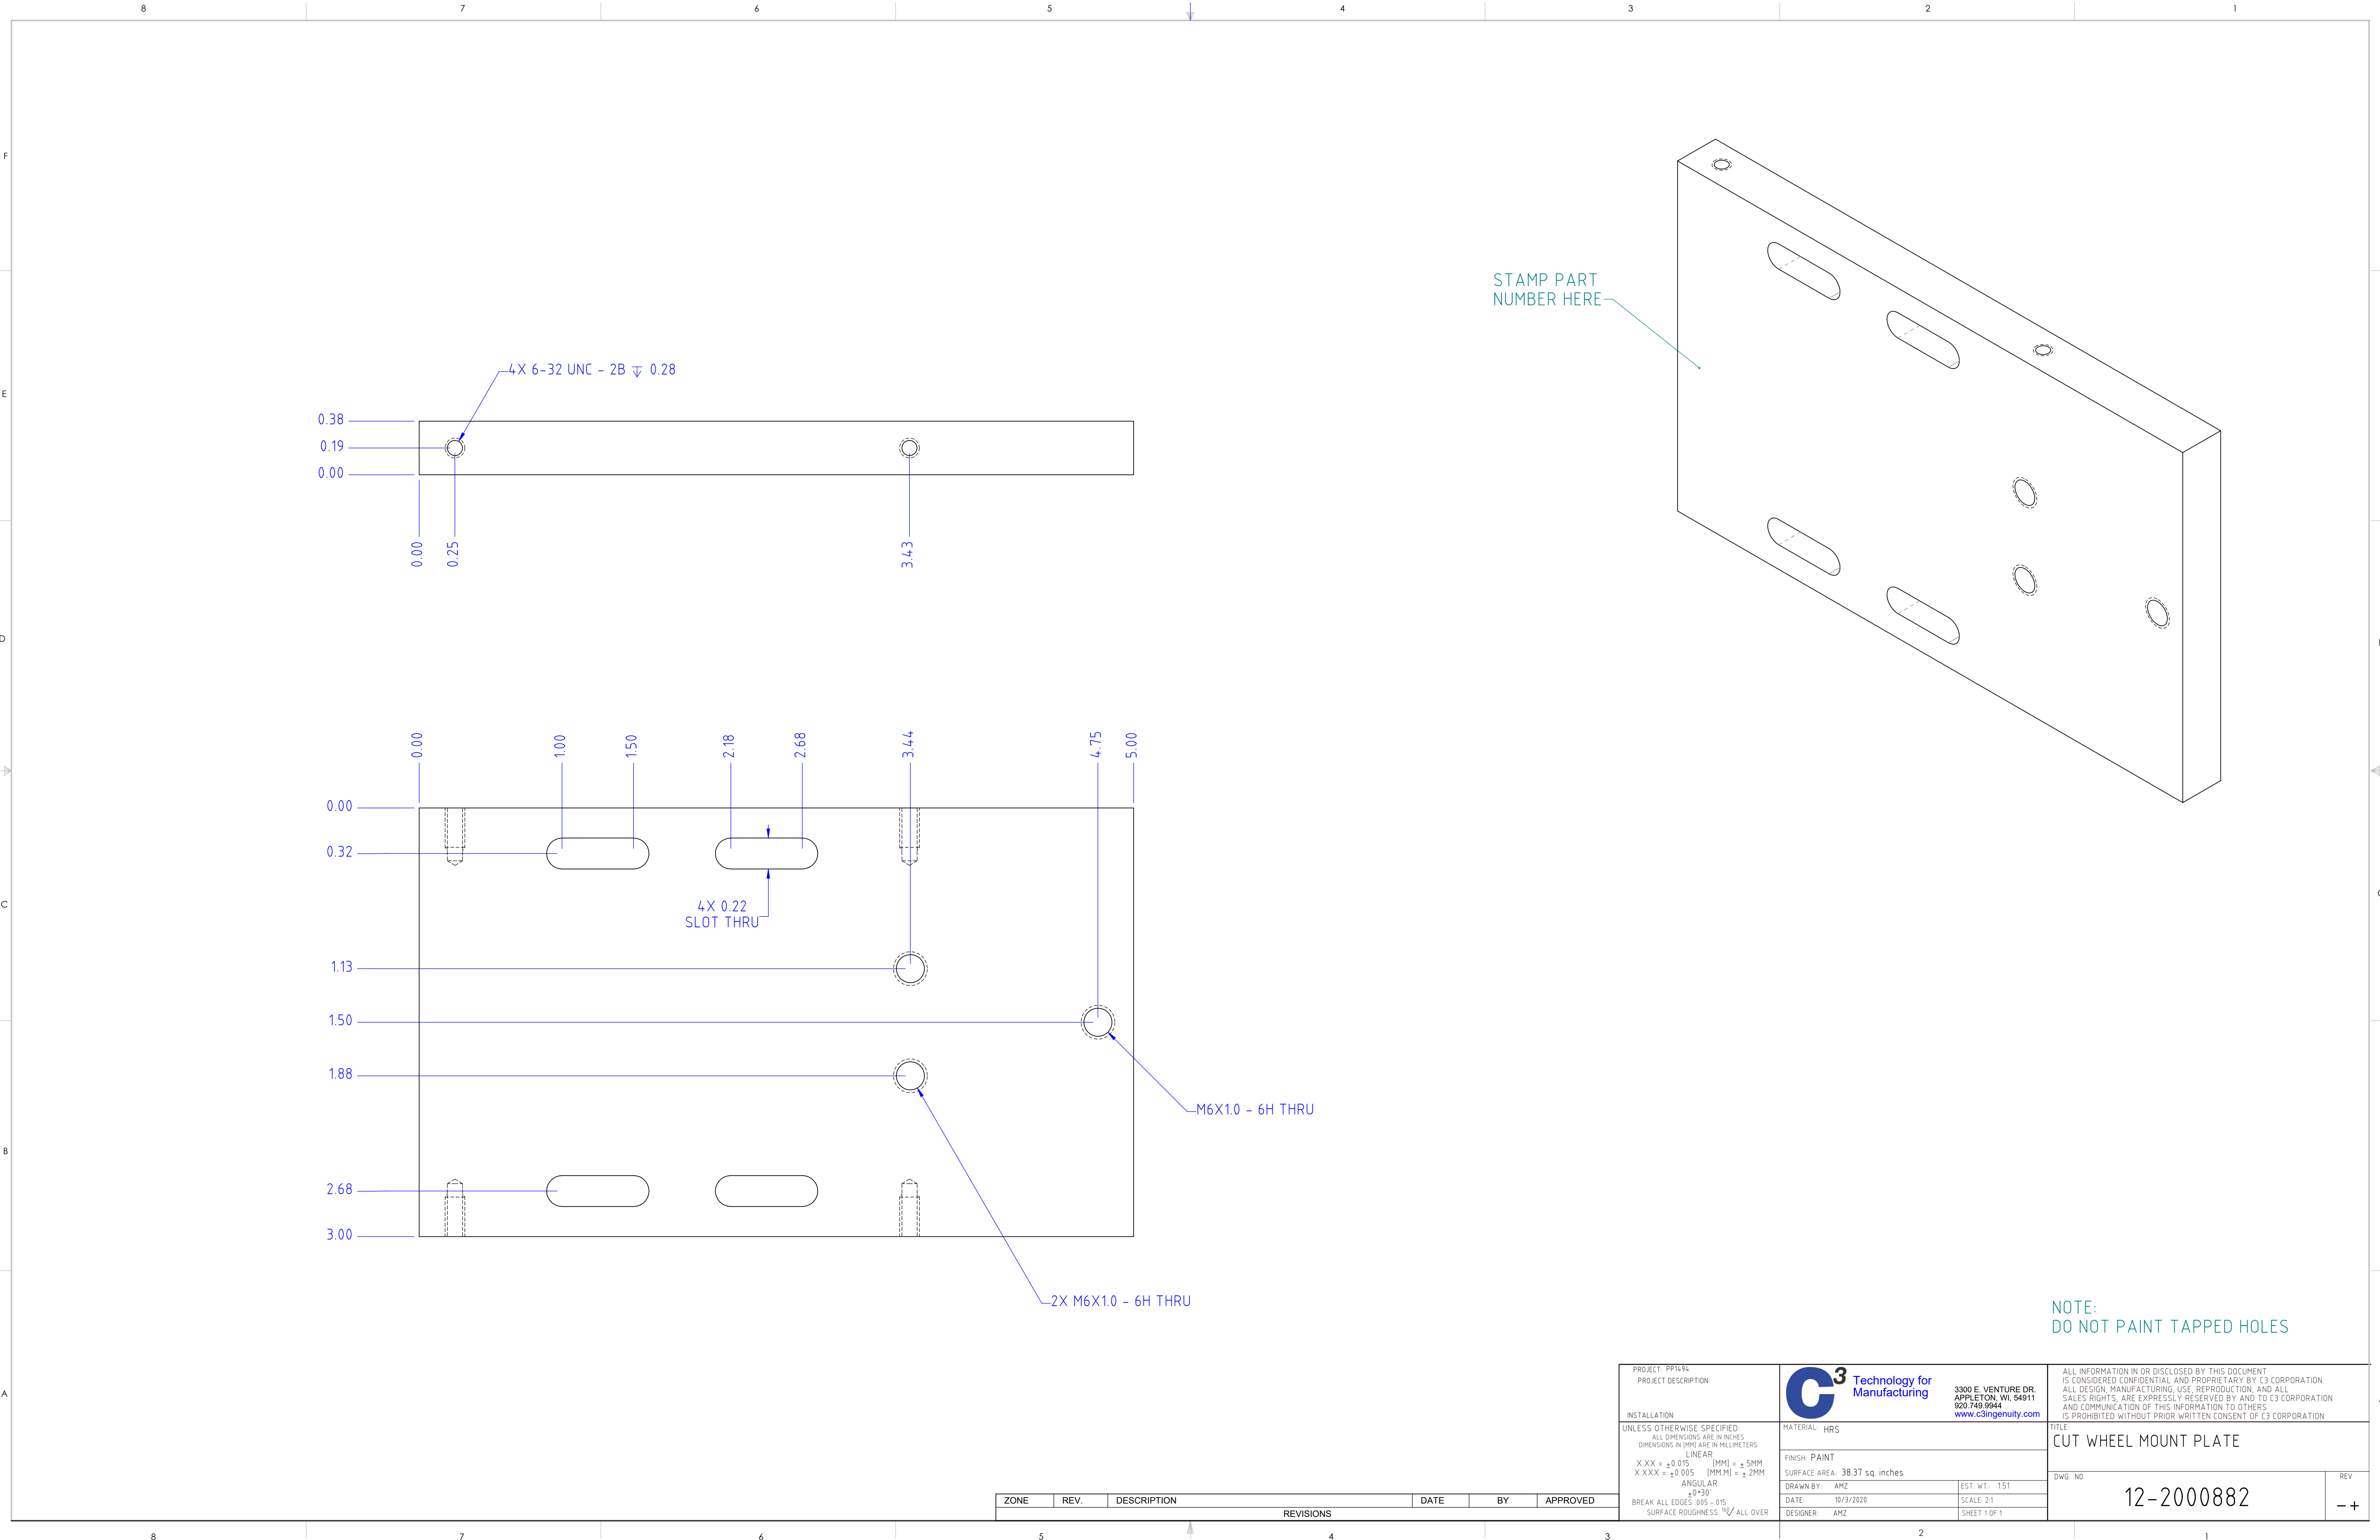 8 7 6 5 4 3 2 1
F
E
D
C
B
A
STAMP PART
NUMBER HERE
4X 6-32 UNC - 2B ↧ 0.28
0.38
0.19
0.00
0.00
0.25
3.43
0.00
1.00
1.50
2.18
2.68
3.44
4.75
5.00
0.00
0.32
4X 0.22
SLOT THRU
1.13
1.50
1.88
M6X1.0 - 6H THRU
2.68
3.00
2X M6X1.0 - 6H THRU
NOTE:
DO NOT PAINT TAPPED HOLES
PROJECT: PP1494
PROJECT DESCRIPTION:
INSTALLATION:
C3 Technology for
Manufacturing
3300 E. VENTURE DR.
APPLETON, WI, 54911
920.749.9944
www.c3ingenuity.com
ALL INFORMATION IN OR DISCLOSED BY THIS DOCUMENT
IS CONSIDERED CONFIDENTIAL AND PROPRIETARY BY C3 CORPORATION.
ALL DESIGN, MANUFACTURING, USE, REPRODUCTION, AND ALL
SALES RIGHTS, ARE EXPRESSLY RESERVED BY AND TO C3 CORPORATION
AND COMMUNICATION OF THIS INFORMATION TO OTHERS
IS PROHIBITED WITHOUT PRIOR WRITTEN CONSENT OF C3 CORPORATION
UNLESS OTHERWISE SPECIFIED:
ALL DIMENSIONS ARE IN INCHES
DIMENSIONS IN [MM] ARE IN MILLIMETERS
LINEAR
X.XX = ±0.015 [MM] = ±.5MM
X.XXX = ±0.005 [MM.M] = ±.2MM
ANGULAR
±0°30'
BREAK ALL EDGES .005 -.015
SURFACE ROUGHNESS 160 ALL OVER
MATERIAL: HRS
FINISH: PAINT
SURFACE AREA: 38.37 sq. inches
DRAWN BY: AMZ
EST. WT.: 1.51
DATE: 10/3/2020
SCALE: 2:1
DESIGNER: AMZ
SHEET 1 OF 1
TITLE:
CUT WHEEL MOUNT PLATE
DWG. NO.
12-2000882
REV
-+
ZONE REV. DESCRIPTION DATE BY APPROVED
REVISIONS
8 7 6 5 4 3 2 1